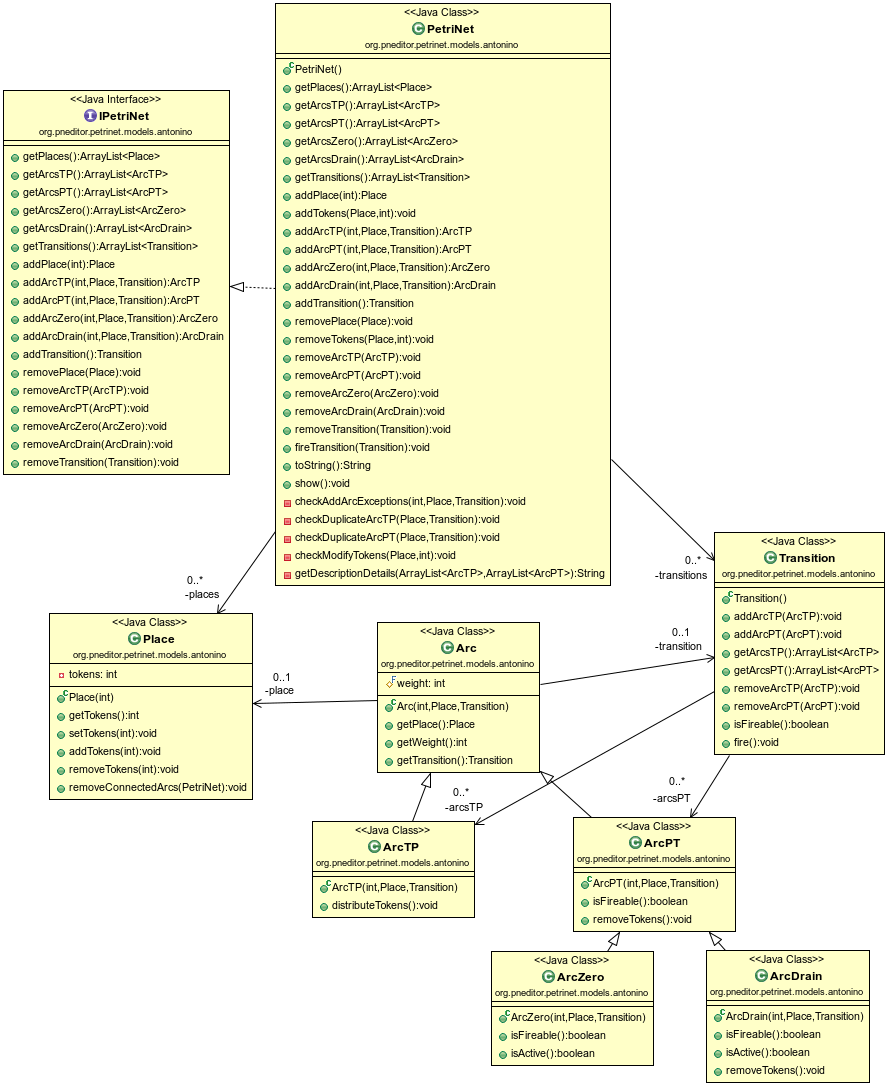 <<Java Class>>
PetriNet
org.pneditor.petrinet.models.antonino
PetriNet()
getPlaces():ArrayList<Place>
getArcsTP():ArrayList<ArcTP>
getArcsPT():ArrayList<ArcPT>
getArcsZero():ArrayList<ArcZero>
getArcsDrain():ArrayList<ArcDrain>
getTransitions():ArrayList<Transition>
addPlace(int):Place
addTokens(Place,int):void
addArcTP(int,Place,Transition):ArcTP
addArcPT(int,Place,Transition):ArcPT
addArcZero(int,Place,Transition):ArcZero
addArcDrain(int,Place,Transition):ArcDrain
addTransition():Transition
removePlace(Place):void
removeTokens(Place,int):void
removeArcTP(ArcTP):void
removeArcPT(ArcPT):void
removeArcZero(ArcZero):void
removeArcDrain(ArcDrain):void
removeTransition(Transition):void
fireTransition(Transition):void
toString():String
show():void
checkAddArcExceptions(int,Place,Transition):void
checkDuplicateArcTP(Place,Transition):void
checkDuplicateArcPT(Place,Transition):void
checkModifyTokens(Place,int):void
getDescriptionDetails(ArrayList<ArcTP>,ArrayList<ArcPT>):String
<<Java Interface>>
IPetriNet
org.pneditor.petrinet.models.antonino
getPlaces():ArrayList<Place>
getArcsTP():ArrayList<ArcTP>
getArcsPT():ArrayList<ArcPT>
getArcsZero():ArrayList<ArcZero>
getArcsDrain():ArrayList<ArcDrain>
getTransitions():ArrayList<Transition>
addPlace(int):Place
addArcTP(int,Place,Transition):ArcTP
addArcPT(int,Place,Transition):ArcPT
addArcZero(int,Place,Transition):ArcZero
addArcDrain(int,Place,Transition):ArcDrain
addTransition():Transition
removePlace(Place):void
removeArcTP(ArcTP):void
removeArcPT(ArcPT):void
removeArcZero(ArcZero):void
removeArcDrain(ArcDrain):void
removeTransition(Transition):void
0..*
-places
0..*
-transitions
<<Java Class>>
Transition
org.pneditor.petrinet.models.antonino
Transition()
addArcTP(ArcTP):void
addArcPT(ArcPT):void
getArcsTP():ArrayList<ArcTP>
getArcsPT():ArrayList<ArcPT>
removeArcTP(ArcTP):void
removeArcPT(ArcPT):void
isFireable():boolean
fire():void
<<Java Class>>
Place
org.pneditor.petrinet.models.antonino
tokens: int
Place(int)
getTokens():int
setTokens(int):void
addTokens(int):void
removeTokens(int):void
removeConnectedArcs(PetriNet):void
0..1
-place
<<Java Class>>
Arc
org.pneditor.petrinet.models.antonino
weight: int
Arc(int,Place,Transition)
getPlace():Place
getWeight():int
getTransition():Transition
0..1
-transition
0..*
-arcsTP
0..*
-arcsPT
<<Java Class>>
ArcTP
org.pneditor.petrinet.models.antonino
ArcTP(int,Place,Transition)
distributeTokens():void
<<Java Class>>
ArcPT
org.pneditor.petrinet.models.antonino
ArcPT(int,Place,Transition)
isFireable():boolean
removeTokens():void
<<Java Class>>
ArcZero
org.pneditor.petrinet.models.antonino
ArcZero(int,Place,Transition)
isFireable():boolean
isActive():boolean
<<Java Class>>
ArcDrain
org.pneditor.petrinet.models.antonino
ArcDrain(int,Place,Transition)
isFireable():boolean
isActive():boolean
removeTokens():void